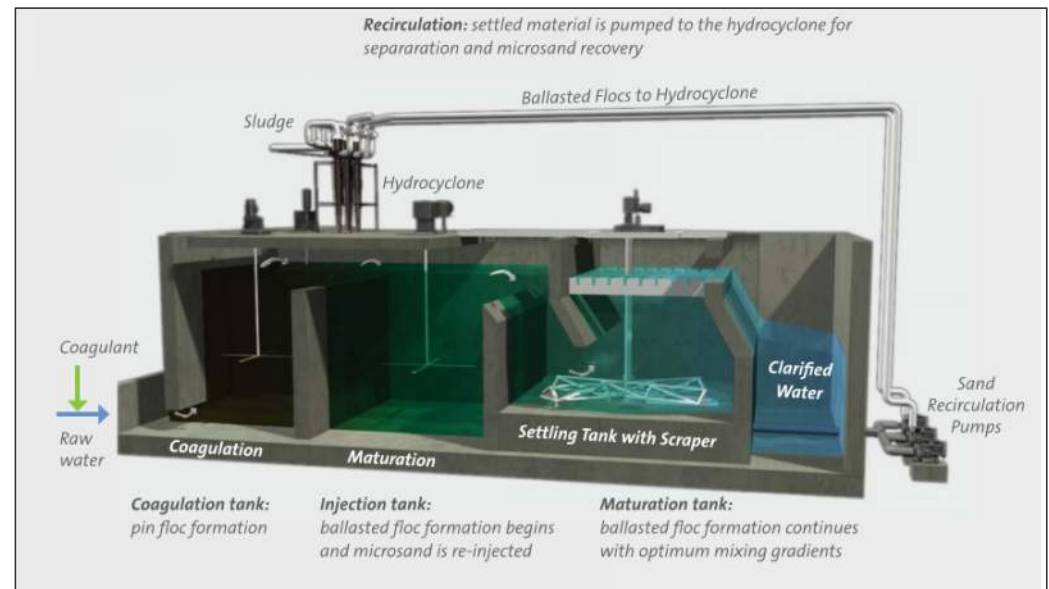 Recirculation: settled material is pumped to the hydrocyclone for
separaration and microsand recovery
Ballasted Flocs to Hydrocyclone
Sludge
Hydrocyclone
Coagulant
Raw
water
Clarified
Water
Sand
Recirculation
Pumps
Coagulation
Maturation
Settling Tank with Scraper
Coagulation tank:
pin floc formation
Injection tank:
ballasted floc formation begins
and microsand is re-injected
Maturation tank:
ballasted floc formation continues
with optimum mixing gradients